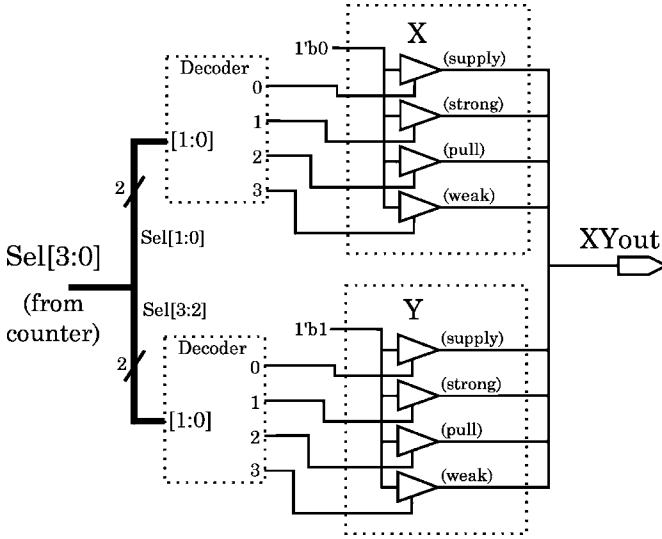 X
1'b0
(supply)
Decoder
0
(strong)
1
[1:0]
(pull)
2
2
(weak)
3
Sel[1:0]
XYout
Sel[3:0]
(from
counter)
Sel[3:2]
Y
1'b1
(supply)
Decoder
2
0
(strong)
1
[1:0]
(pull)
2
(weak)
3